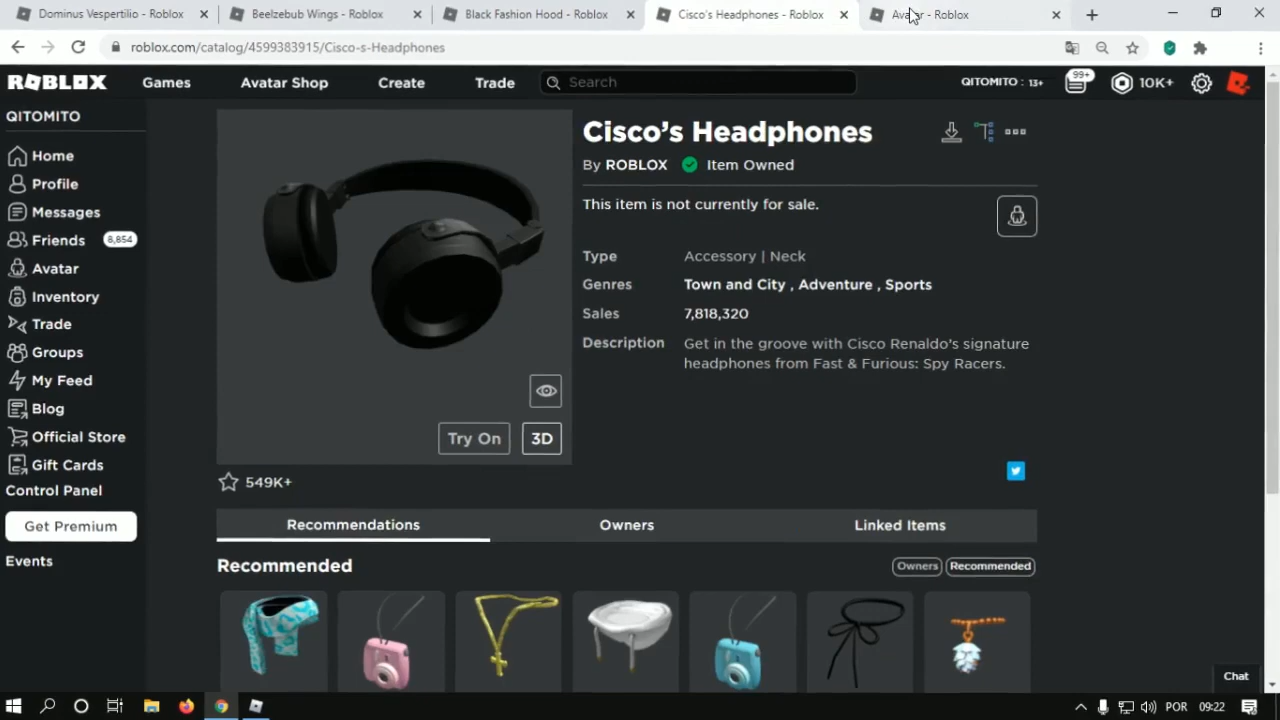 Dominus Vespertilio - Roblox
Beelzebub Wings - Roblox
Black Fashion Hood - Roblox
Cisco's Headphones - Roblox
Avatar - Roblox
roblox.com/catalog/4599383915/Cisco-s-Headphones
ROBLOX
Games
Avatar Shop
Create
Trade
Search
QITOMITO : 13+
99+
10K+
QITOMITO
Home
Profile
Messages
Friends 8,854
Avatar
Inventory
Trade
Groups
My Feed
Blog
Official Store
Gift Cards
Control Panel
Get Premium
Events
Cisco's Headphones
By ROBLOX Item Owned
This item is not currently for sale.
Type Accessory | Neck
Genres Town and City , Adventure , Sports
Sales 7,818,320
Description Get in the groove with Cisco Renaldo's signature
headphones from Fast & Furious: Spy Racers.
Try On
3D
549K+
Recommendations
Owners
Linked Items
Recommended
Owners
Recommended
Chat
POR
09:22